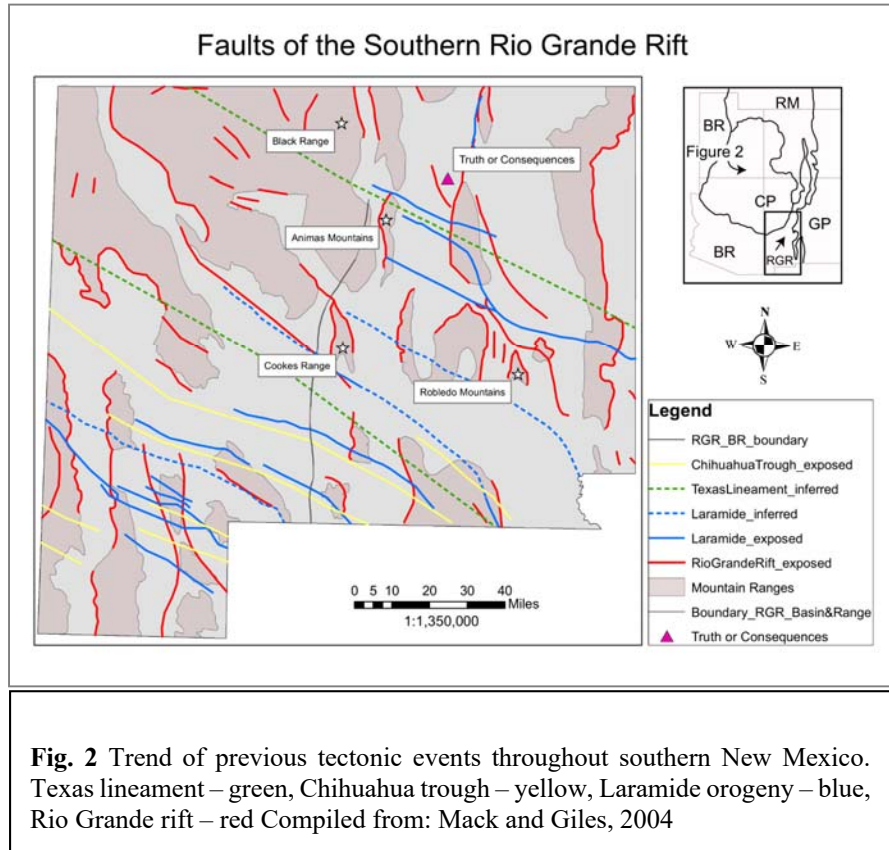 Faults of the Southern Rio Grande Rift
Black Range
Truth or Consequences
Animas Mountains
Cookes Range
Robledo Mountains
0 5 10 20 30 40
Miles
1:1,350,000
RM
BR
Figure 2
CP
GP
BR
RGR
N
W E
S
Legend
RGR_BR_boundary
ChihuahuaTrough_exposed
TexasLineament_inferred
Laramide_inferred
Laramide_exposed
RioGrandeRift_exposed
Mountain Ranges
Boundary_RGR_Basin&Range
Truth or Consequences
Fig. 2 Trend of previous tectonic events throughout southern New Mexico.
Texas lineament – green, Chihuahua trough – yellow, Laramide orogeny – blue,
Rio Grande rift – red Compiled from: Mack and Giles, 2004